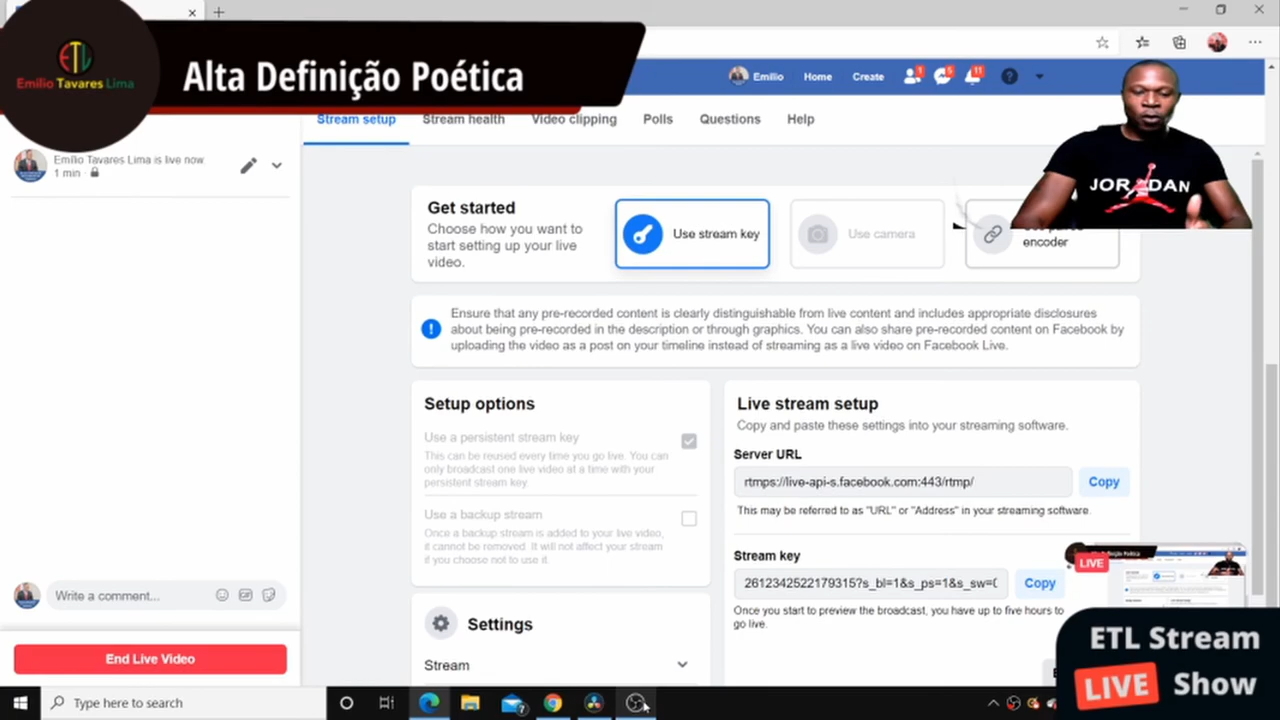 ETL
Emílio Tavares Lima
Alta Definição Poética
Emílio
Home
Create
1
5
11
Stream setup
Stream health
Video clipping
Polls
Questions
Help
Emílio Tavares Lima is live now
1 min
Get started
Choose how you want to
start setting up your live
video.
Use stream key
Use camera
encoder
JORDAN
Ensure that any pre-recorded content is clearly distinguishable from live content and includes appropriate disclosures
about being pre-recorded in the description or through graphics. You can also share pre-recorded content on Facebook by
uploading the video as a post on your timeline instead of streaming as a live video on Facebook Live.
Setup options
Use a persistent stream key
This can be reused every time you go live. You can
only broadcast one live video at a time with your
persistent stream key
Use a backup stream
Once a backup stream is added to your live video,
it cannot be removed. It will not affect your stream
if you choose not to use it
Settings
Stream
Live stream setup
Copy and paste these settings into your streaming software.
Server URL
rtmps://live-api-s.facebook.com:443/rtmp/
Copy
This may be referred to as "URL" or "Address" in your streaming software.
Stream key
2612342522179315?s_bl=1&s_ps=1&s_sw=0
Copy
Once you start to preview the broadcast, you have up to five hours to
go live.
Alta Definição Poética
LIVE
Write a comment...
GIF
End Live Video
ETL Stream
LIVE Show
Type here to search